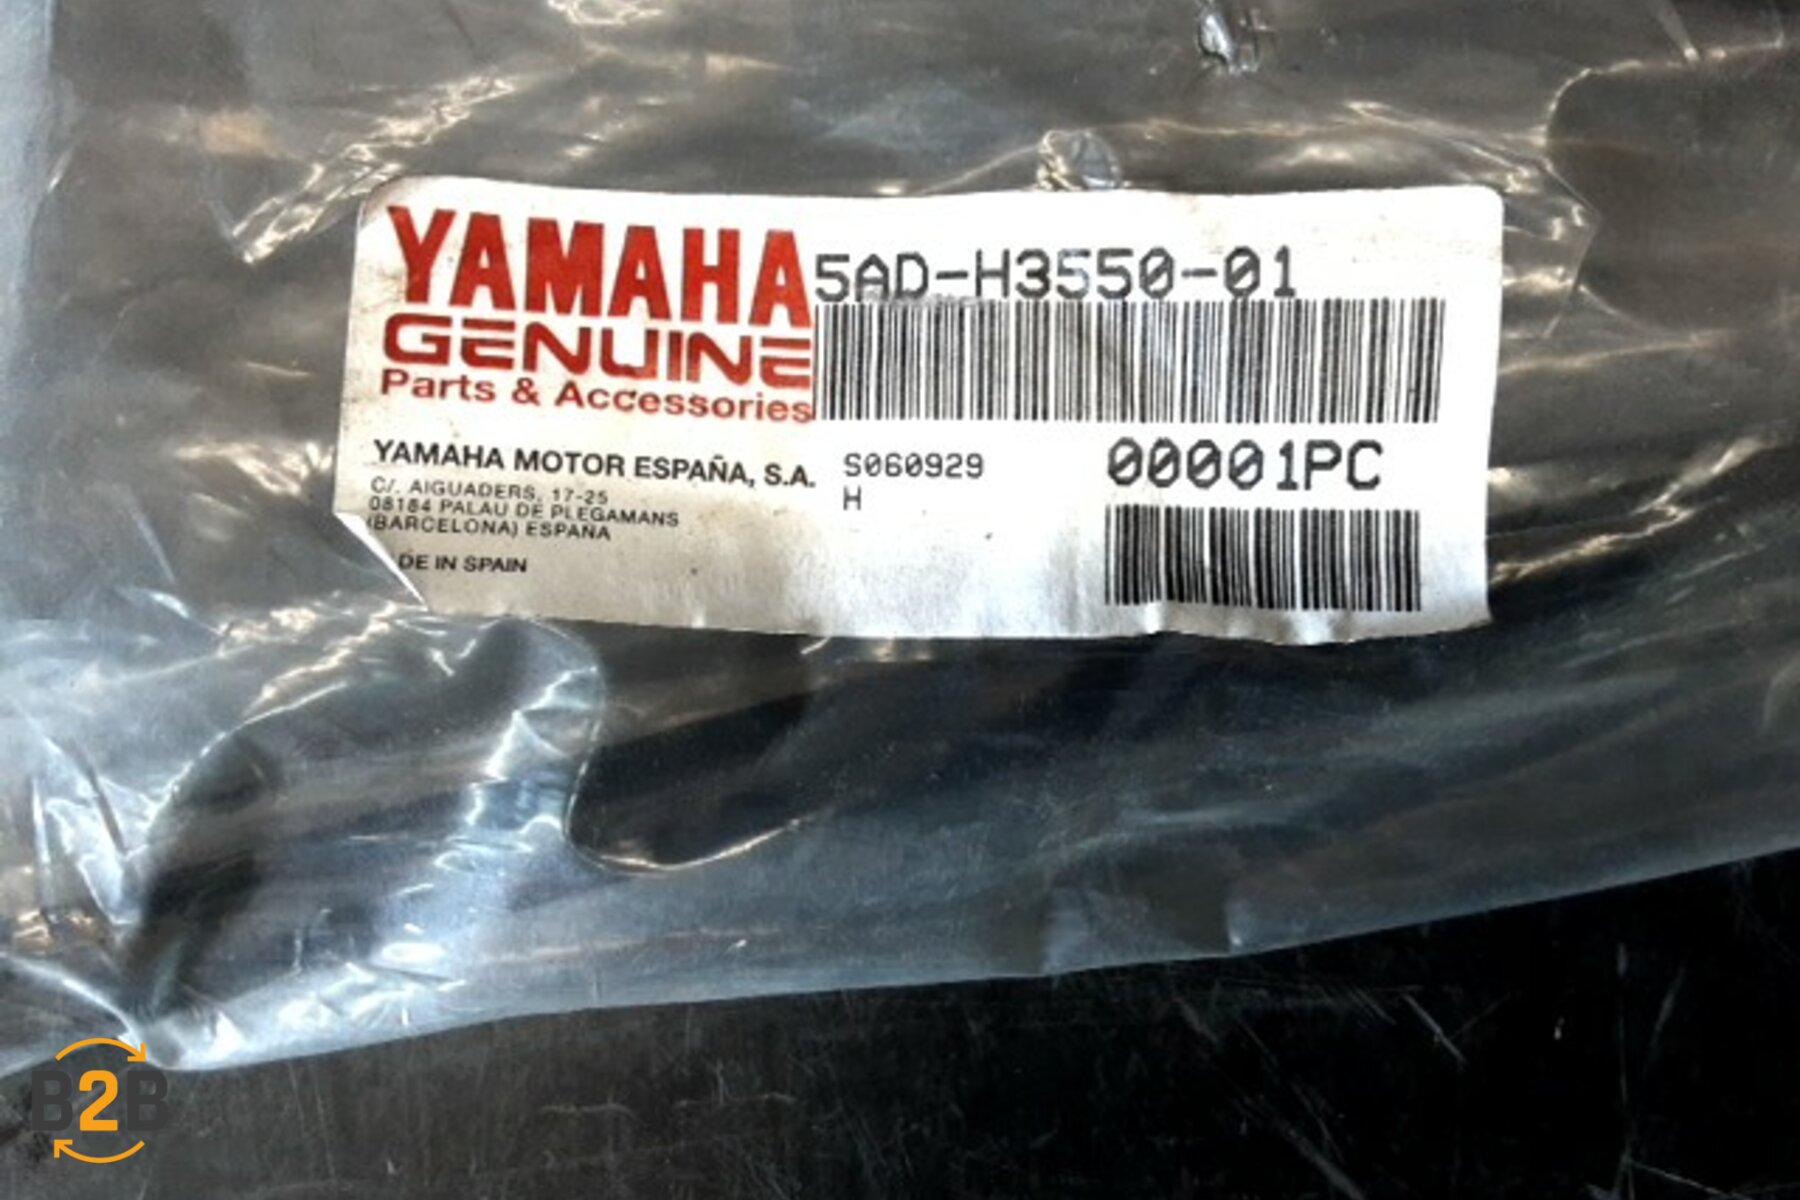 YAMAHA
GENUINE
Parts & Accessories
5AD-H3550-01
YAMAHA MOTOR ESPAÑA, S.A.
C/. AIGUADERS, 17-25
08184 PALAU DE PLEGAMANS
(BARCELONA) ESPAÑA
DE IN SPAIN
S060929
H
00001PC
B2B